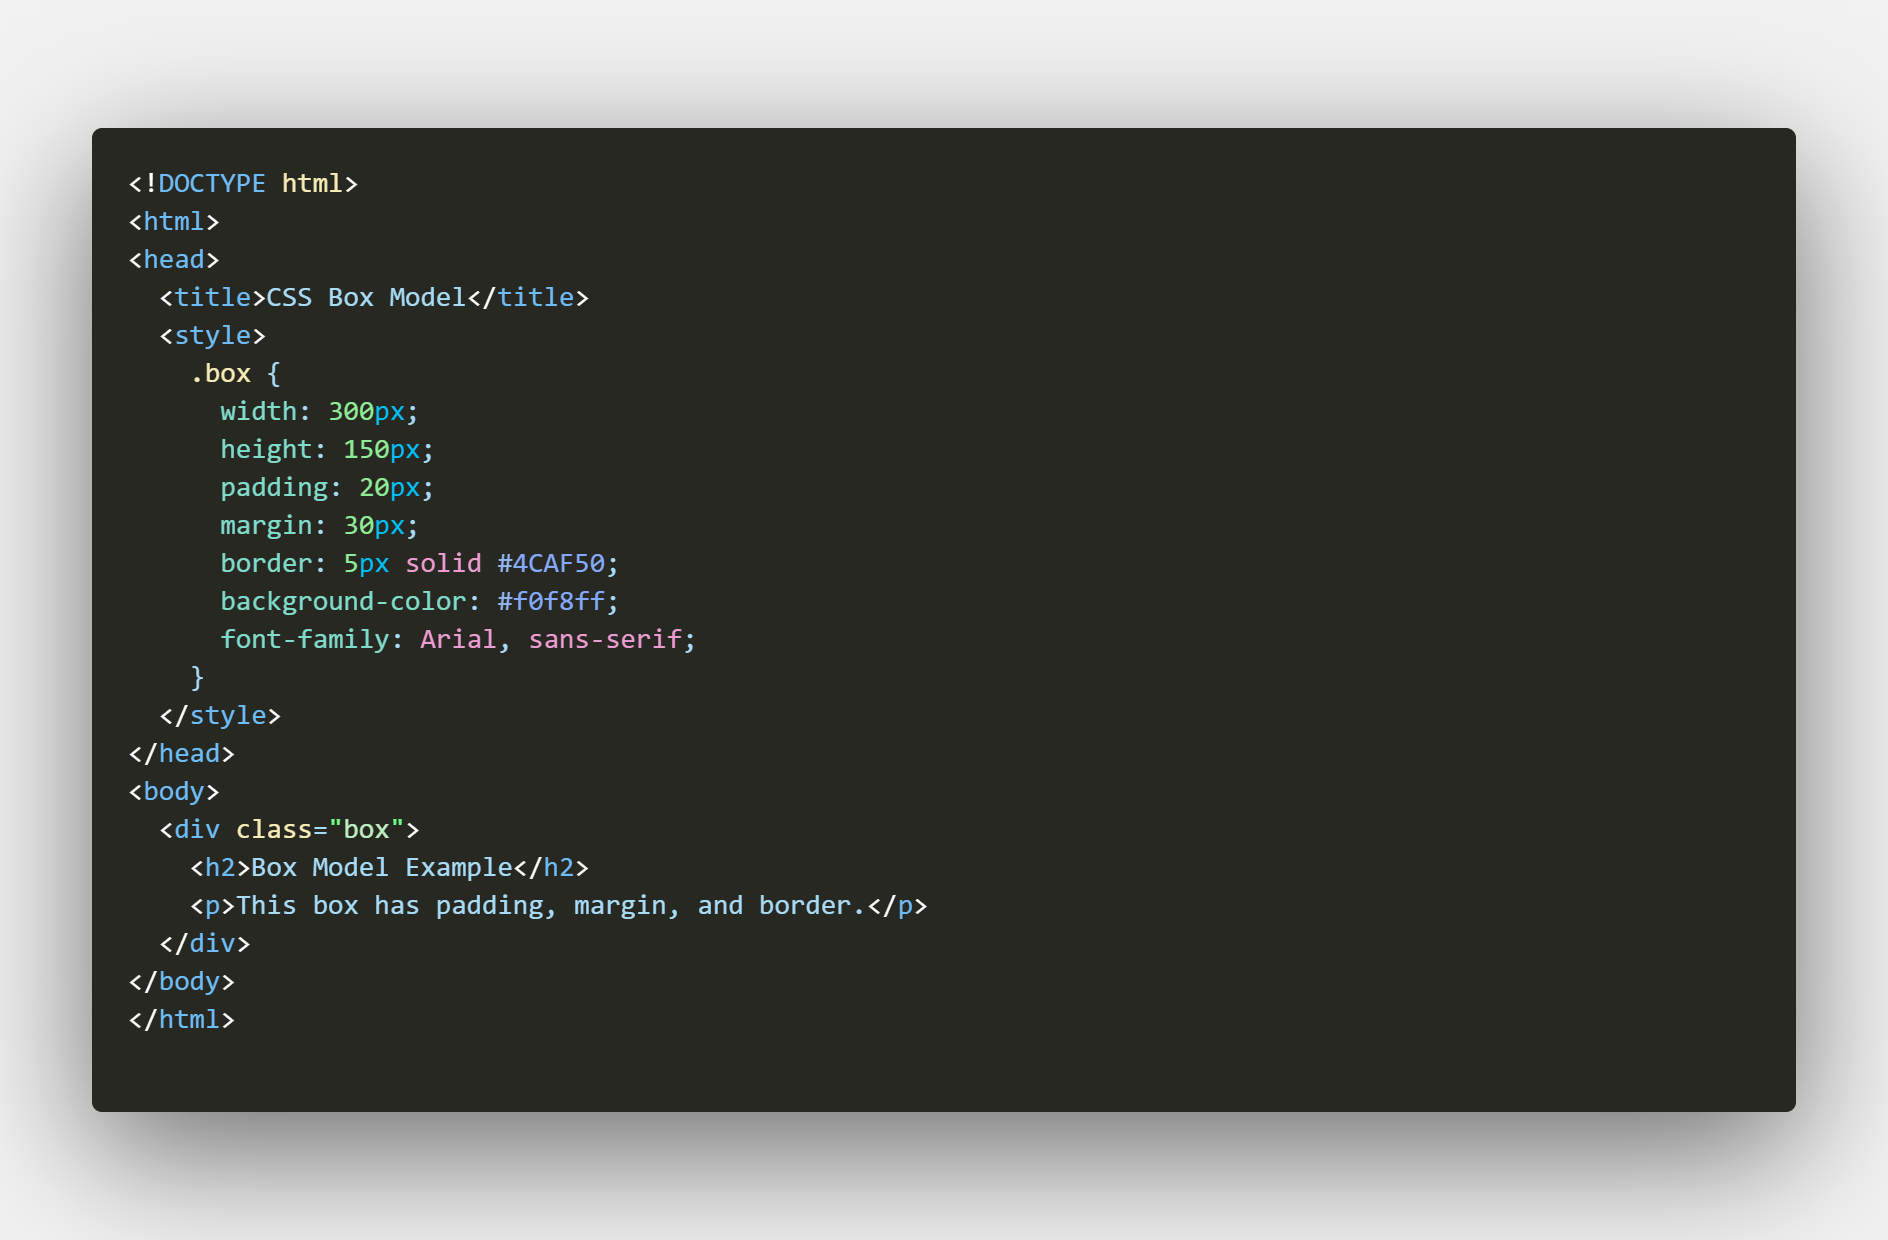 <!DOCTYPE html>
<html>
<head>
  <title>CSS Box Model</title>
  <style>
    .box {
      width: 300px;
      height: 150px;
      padding: 20px;
      margin: 30px;
      border: 5px solid #4CAF50;
      background-color: #f0f8ff;
      font-family: Arial, sans-serif;
    }
  </style>
</head>
<body>
  <div class="box">
    <h2>Box Model Example</h2>
    <p>This box has padding, margin, and border.</p>
  </div>
</body>
</html>